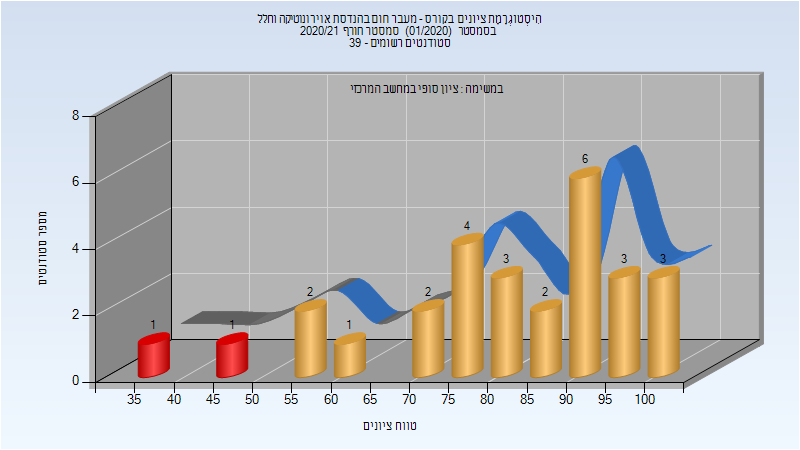 הִיסְטוֹגְרַמַת ציונים בקורס - מעבר חום בהנדסת אוירונוטיקה וחלל
בסמסטר (01/2020) סמסטר חורף 2020/21
סטודנטים רשומים - 39
במשימה : ציון סופי במחשב המרכזי
מספר סטודנטים
8
6
4
2
0
1
1
2
1
2
4
3
2
6
3
3
35 40 45 50 55 60 65 70 75 80 85 90 95 100
טווח ציונים